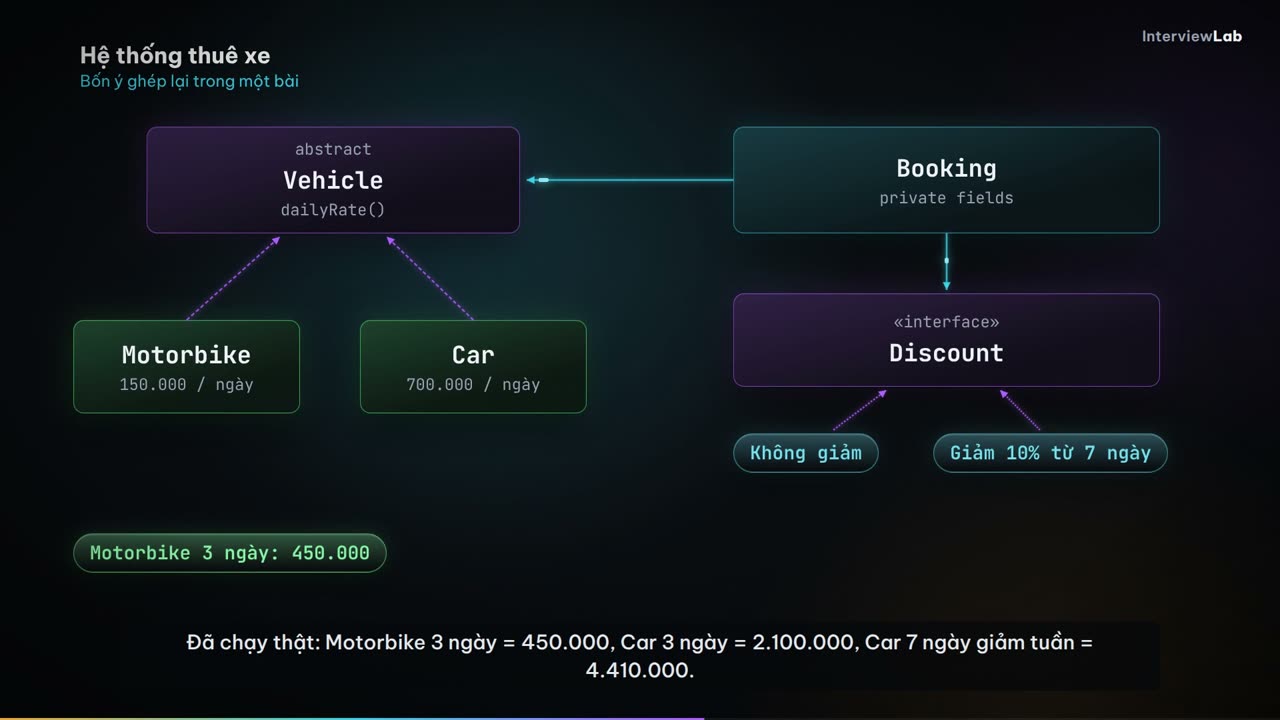 Hệ thống thuê xe
Bốn ý ghép lại trong một bài
InterviewLab
abstract
Vehicle
dailyRate()
Booking
private fields
Motorbike
150.000 / ngày
Car
700.000 / ngày
«interface»
Discount
Không giảm
Giảm 10% từ 7 ngày
Motorbike 3 ngày: 450.000
Đã chạy thật: Motorbike 3 ngày = 450.000, Car 3 ngày = 2.100.000, Car 7 ngày giảm tuần =
4.410.000.